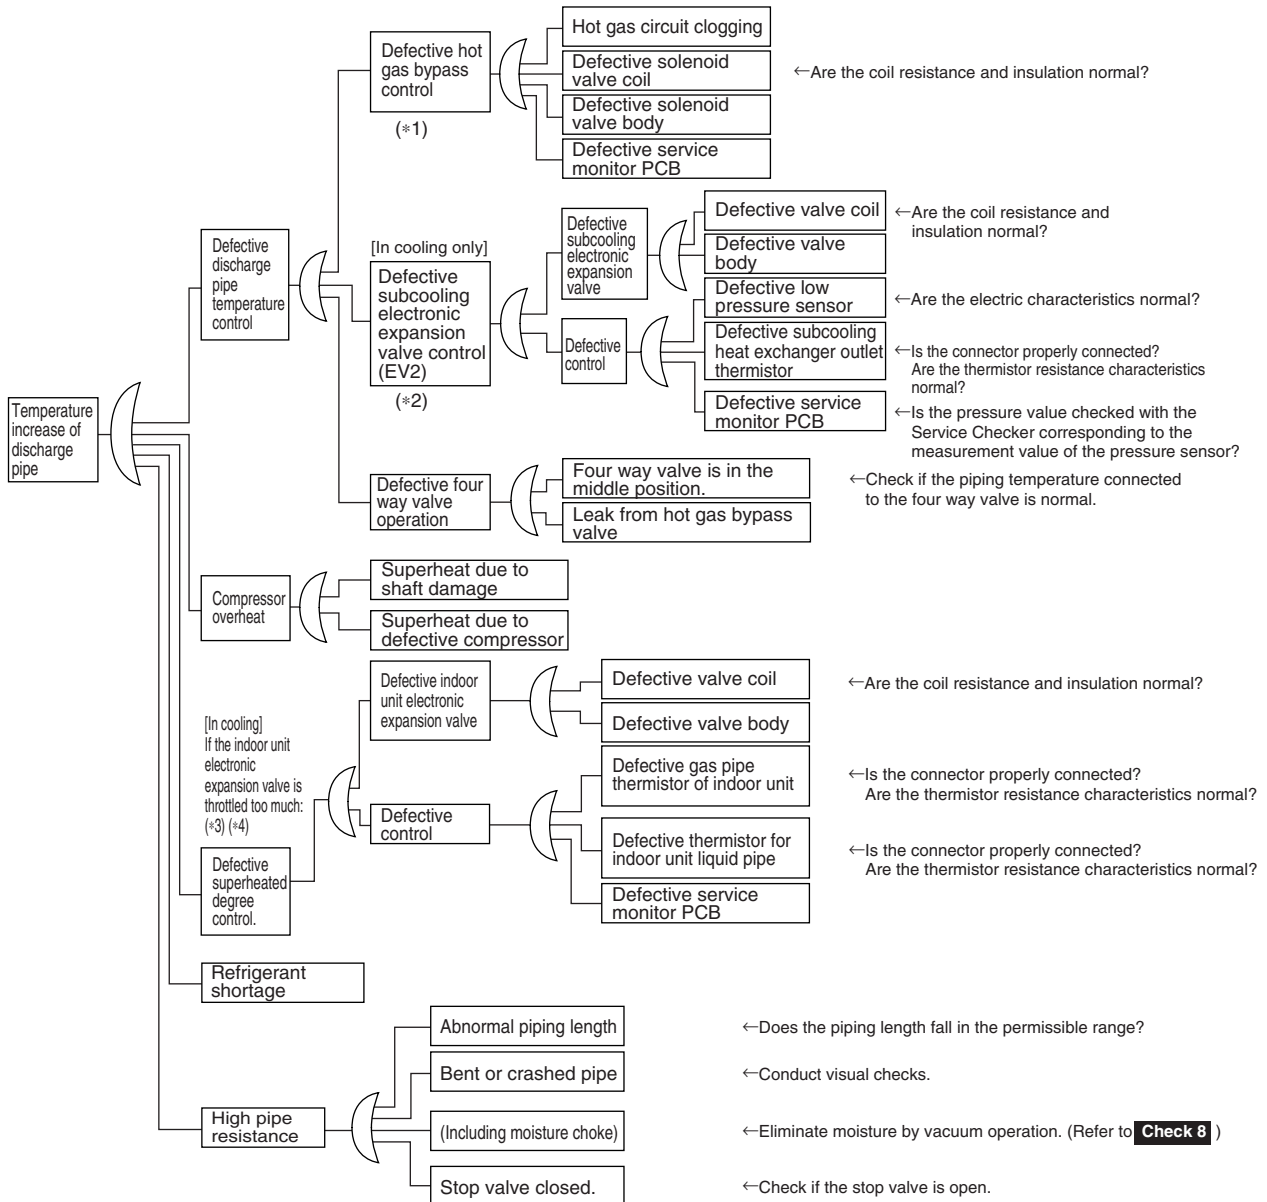 Hot gas circuit clogging
Defective hot
gas bypass
control
(*1)
Defective solenoid
valve coil
←Are the coil resistance and insulation normal?
Defective solenoid
valve body
Defective service
monitor PCB
Defective
discharge
pipe
temperature
control
[In cooling only]
Defective
subcooling
electronic
expansion
valve control
(EV2)
(*2)
Defective
subcooling
electronic
expansion
valve
Defective valve coil
←Are the coil resistance and
insulation normal?
Defective valve
body
Defective
control
Defective low
pressure sensor
←Are the electric characteristics normal?
Defective subcooling
heat exchanger outlet
thermistor
←Is the connector properly connected?
Are the thermistor resistance characteristics
normal?
Defective service
monitor PCB
←Is the pressure value checked with the
Service Checker corresponding to the
measurement value of the pressure sensor?
Temperature
increase of
discharge
pipe
Defective four
way valve
operation
Four way valve is in the
middle position.
←Check if the piping temperature connected
to the four way valve is normal.
Leak from hot gas bypass
valve
Compressor
overheat
Superheat due to
shaft damage
Superheat due to
defective compressor
[In cooling]
If the indoor unit
electronic
expansion valve is
throttled too much:
(*3) (*4)
Defective
superheated
degree
control.
Defective indoor
unit electronic
expansion valve
Defective valve coil
←Are the coil resistance and insulation normal?
Defective valve body
Defective
control
Defective gas pipe
thermistor of indoor unit
←Is the connector properly connected?
Are the thermistor resistance characteristics normal?
Defective thermistor for
indoor unit liquid pipe
←Is the connector properly connected?
Are the thermistor resistance characteristics normal?
Defective service
monitor PCB
Refrigerant
shortage
High pipe
resistance
Abnormal piping length
←Does the piping length fall in the permissible range?
Bent or crashed pipe
←Conduct visual checks.
(Including moisture choke)
←Eliminate moisture by vacuum operation. (Refer to Check 8 )
Stop valve closed.
←Check if the stop valve is open.